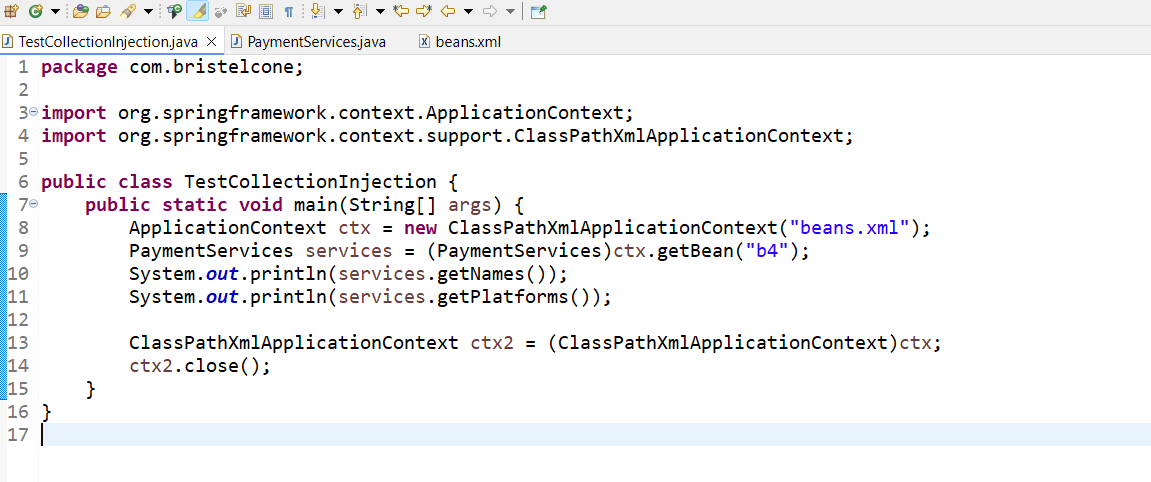 TestCollectionInjection.java PaymentServices.java beans.xml
1 package com.bristelcone;
2
3 import org.springframework.context.ApplicationContext;
4 import org.springframework.context.support.ClassPathXmlApplicationContext;
5
6 public class TestCollectionInjection {
7     public static void main(String[] args) {
8         ApplicationContext ctx = new ClassPathXmlApplicationContext("beans.xml");
9         PaymentServices services = (PaymentServices)ctx.getBean("b4");
10         System.out.println(services.getNames());
11         System.out.println(services.getPlatforms());
12
13         ClassPathXmlApplicationContext ctx2 = (ClassPathXmlApplicationContext)ctx;
14         ctx2.close();
15     }
16 }
17